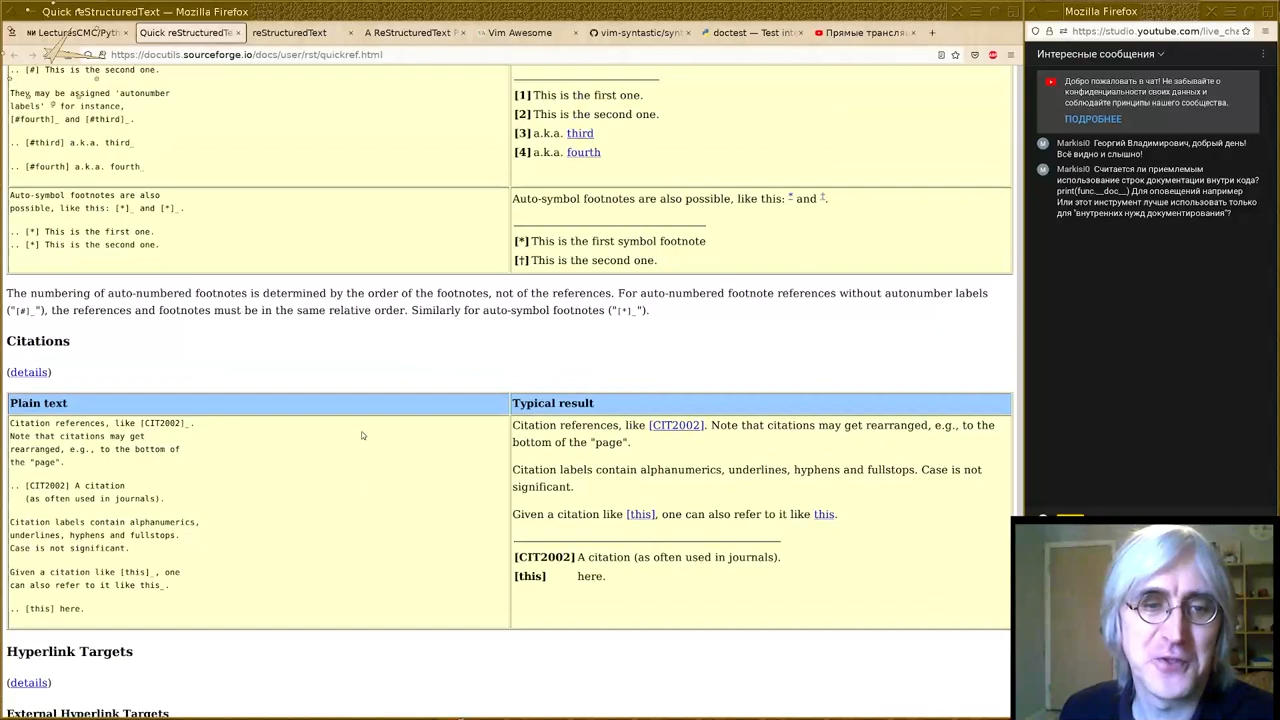 Quick reStructuredText — Mozilla Firefox
LecturasCMC/Pyth
Quick reStructuredTe
reStructuredText
A ReStructuredText P
Vim Awesome
vim-syntastic/synt
doctest — Test inte
Прямые трансля
https://docutils.sourceforge.io/docs/user/rst/quickref.html
.. [#] This is the second one.
They may be assigned 'autonumber
labels', for instance,
[#fourth]_ and [#third]_.
.. [#third] a.k.a. third_
.. [#fourth] a.k.a. fourth_
[1] This is the first one.
[2] This is the second one.
[3] a.k.a. third
[4] a.k.a. fourth
Auto-symbol footnotes are also
possible, like this: [*]_ and [*]_.
.. [*] This is the first one.
.. [*] This is the second one.
Auto-symbol footnotes are also possible, like this: * and †.
[*] This is the first symbol footnote
[†] This is the second one.
The numbering of auto-numbered footnotes is determined by the order of the footnotes, not of the references. For auto-numbered footnote references without autonumber labels
("[#]_"), the references and footnotes must be in the same relative order. Similarly for auto-symbol footnotes ("[*]_").
Citations
(details)
Plain text
Typical result
Citation references, like [CIT2002]_.
Note that citations may get
rearranged, e.g., to the bottom of
the "page".
.. [CIT2002] A citation
(as often used in journals).
Citation labels contain alphanumerics,
underlines, hyphens and fullstops.
Case is not significant.
Given a citation like [this]_, one
can also refer to it like this_.
.. [this] here.
Citation references, like [CIT2002]. Note that citations may get rearranged, e.g., to the
bottom of the "page".
Citation labels contain alphanumerics, underlines, hyphens and fullstops. Case is not
significant.
Given a citation like [this], one can also refer to it like this.
[CIT2002] A citation (as often used in journals).
[this] here.
Hyperlink Targets
(details)
External Hyperlink Targets
Mozilla Firefox
https://studio.youtube.com/live_cha
Интересные сообщения
Добро пожаловать в чат! Не забывайте о
конфиденциальности своих данных и
соблюдайте принципы нашего сообщества.
ПОДРОБНЕЕ
M Markisi0 Георгий Владимирович, добрый день!
Всё видно и слышно!
M Markisi0 Считается ли приемлемым
использование строк документации внутри кода?
print(func.__doc__) Для оповещений например
Или этот инструмент лучше использовать только
для "внутренних нужд документирования"?